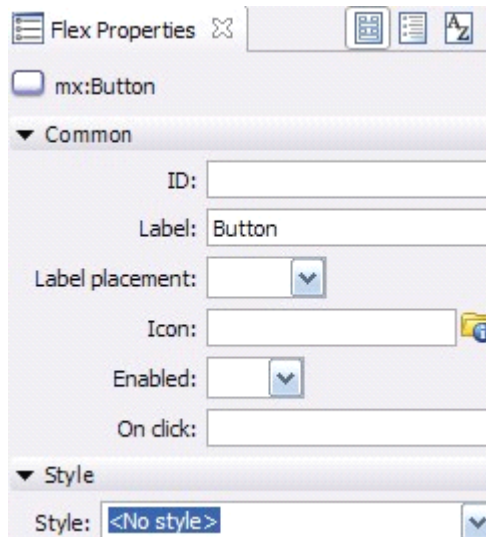 Flex Properties
mx:Button
Common
ID:
Label: Button
Label placement:
Icon:
Enabled:
On click:
Style
Style: <No style>